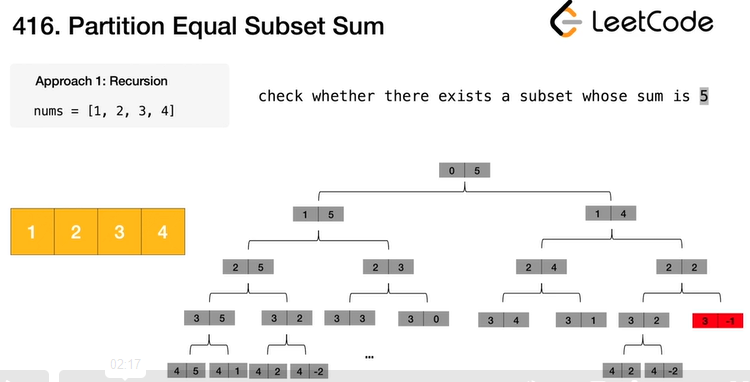 416. Partition Equal Subset Sum
LeetCode
Approach 1: Recursion
nums = [1, 2, 3, 4]
check whether there exists a subset whose sum is 5
0 5
1 5 1 4
1 2 3 4
2 5 2 3 2 4 2 2
3 5 3 2 3 3 3 0 3 4 3 1 3 2 3 -1
...
02:17
4 5 4 1 4 2 4 -2 4 2 4 -2